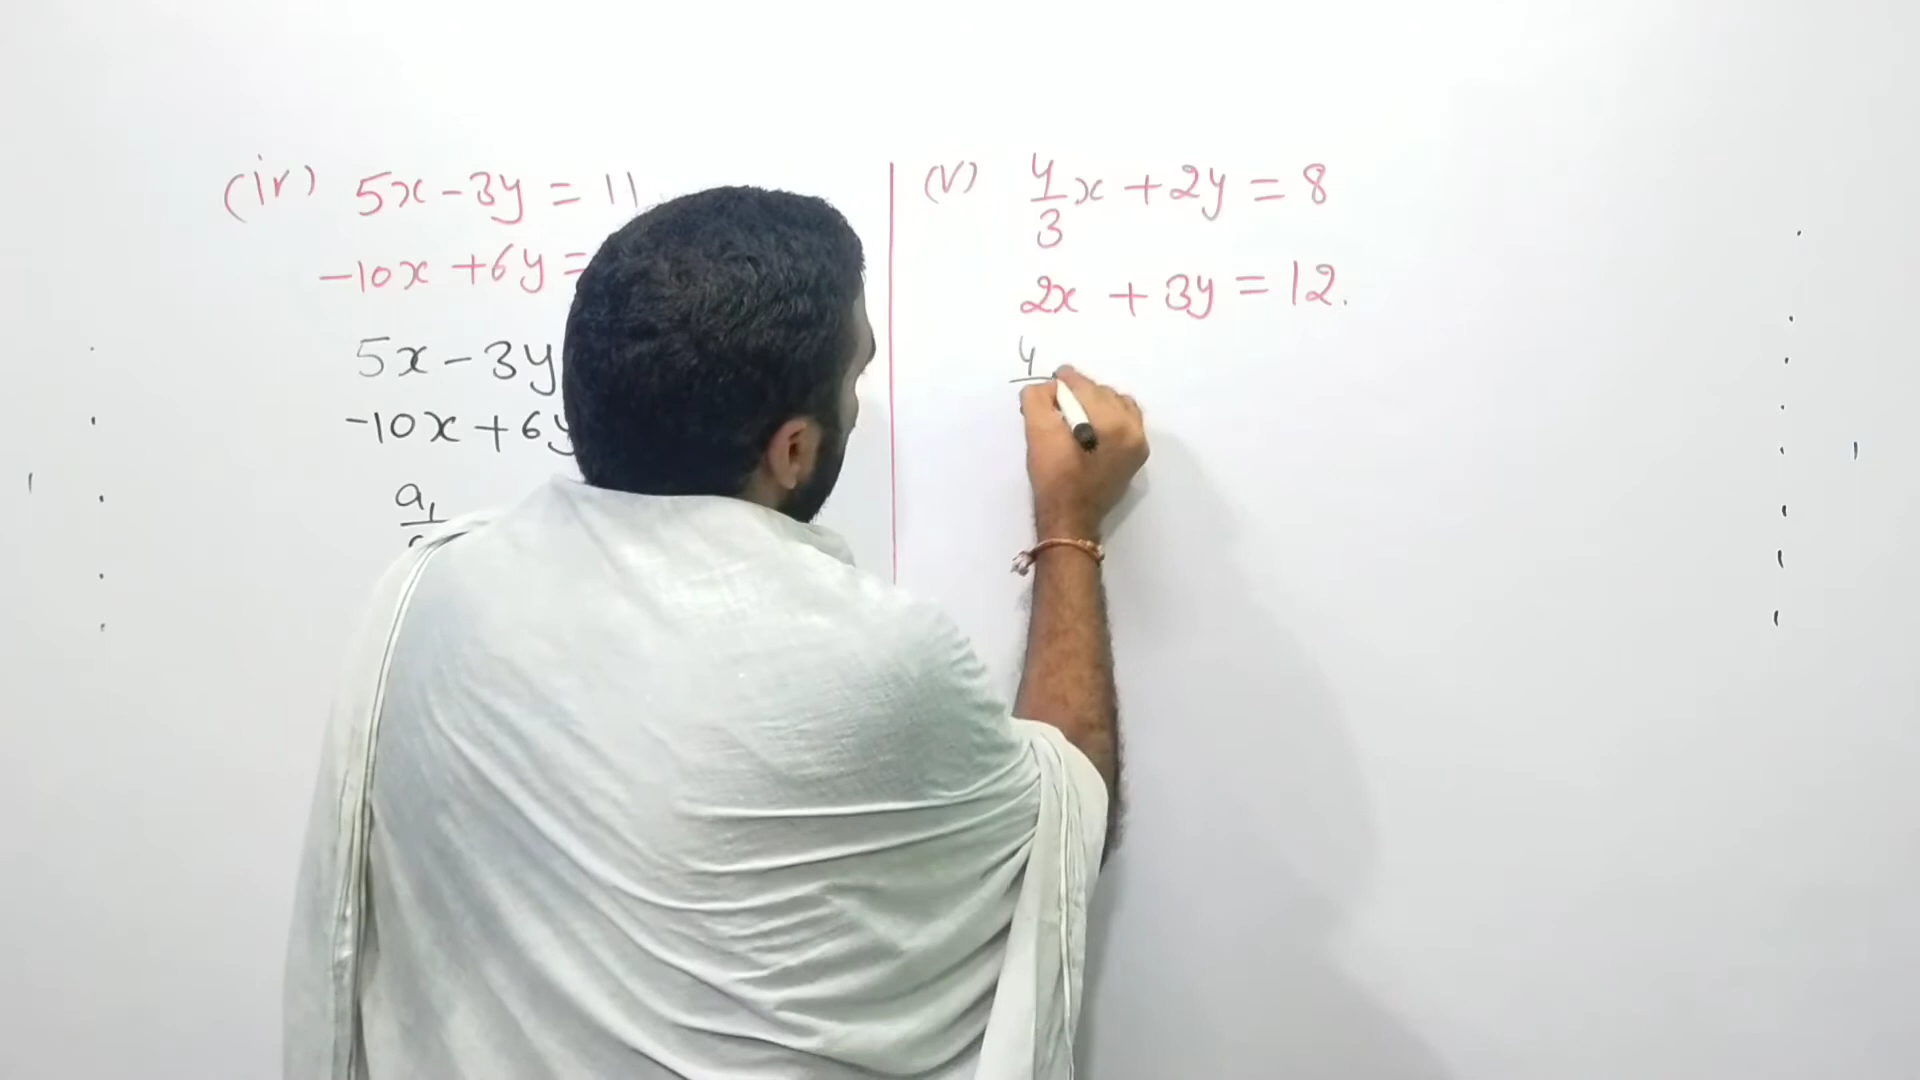 (iv) 5x - 3y = 11
-10x + 6y =
5x - 3y
-10x + 6y
a₁
(v) 4/3 x + 2y = 8
2x + 3y = 12.
4